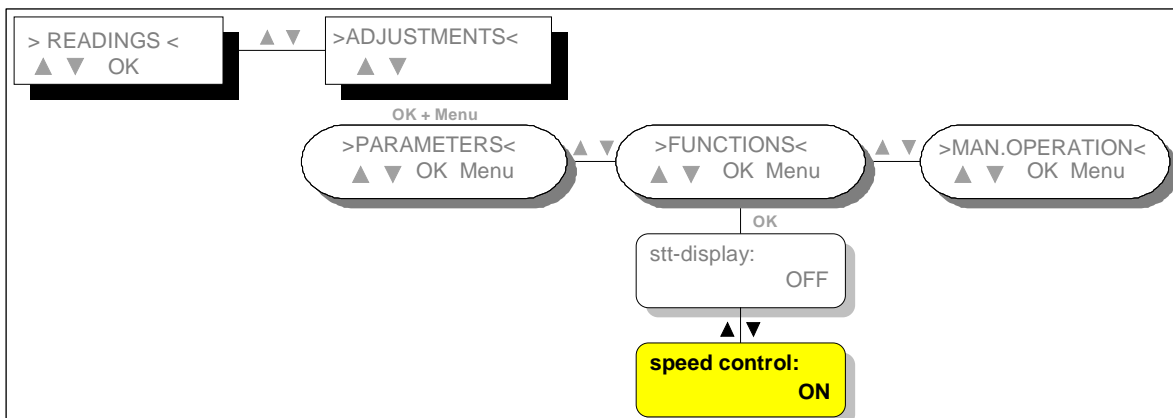 > READINGS <
▲ ▼ OK
▲ ▼
>ADJUSTMENTS<
▲ ▼
OK + Menu
>PARAMETERS<
▲ ▼ OK Menu
▲ ▼
>FUNCTIONS<
▲ ▼ OK Menu
▲ ▼
>MAN.OPERATION<
▲ ▼ OK Menu
OK
stt-display:
OFF
▲ ▼
speed control:
ON